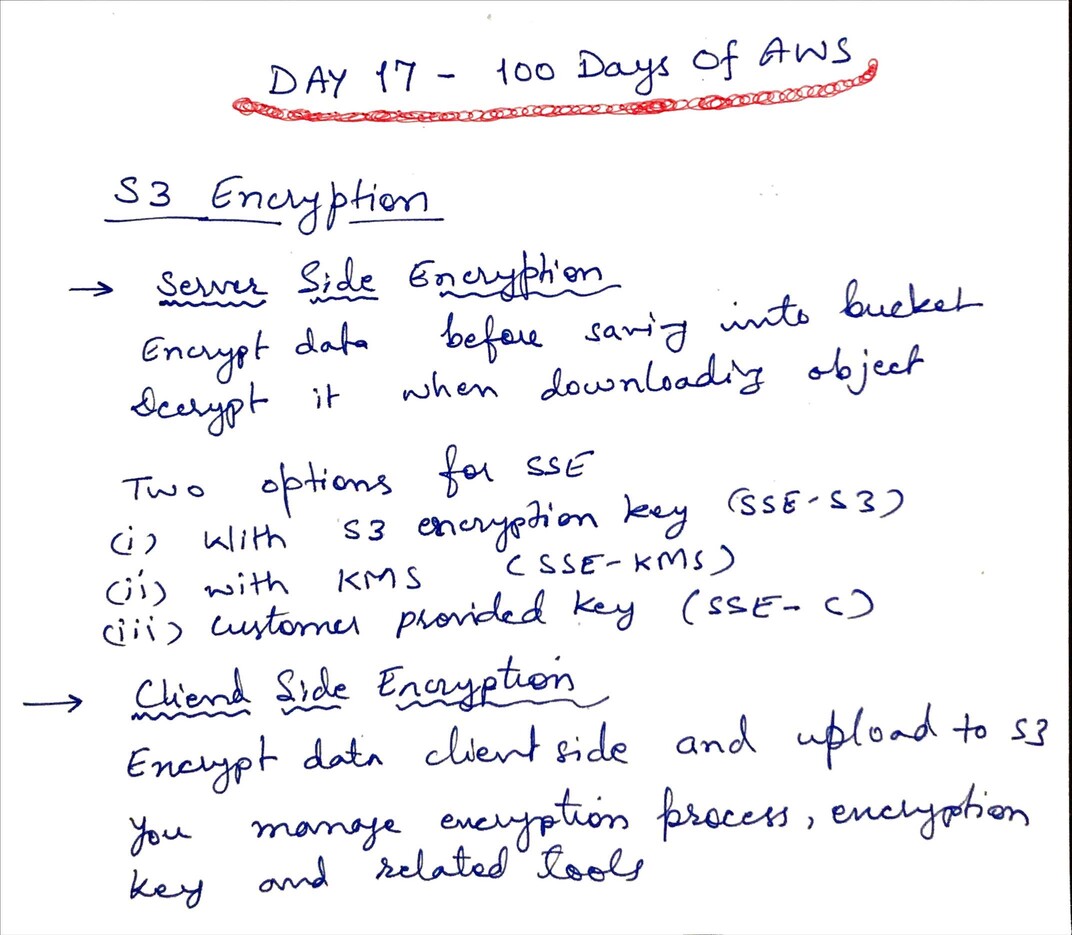 DAY 17 - 100 Days Of AWS
S3 Encryption
→ Server Side Encryption
Encrypt data before saving into bucket
Decrypt it when downloading object
Two options for SSE
(i) With S3 encryption key (SSE-S3)
(ii) with KMS (SSE-KMS)
(iii) customer provided key (SSE-C)
→ Cliend Side Encryption
Encrypt data client side and upload to S3
You manage encryption process, encryption
key and related tools